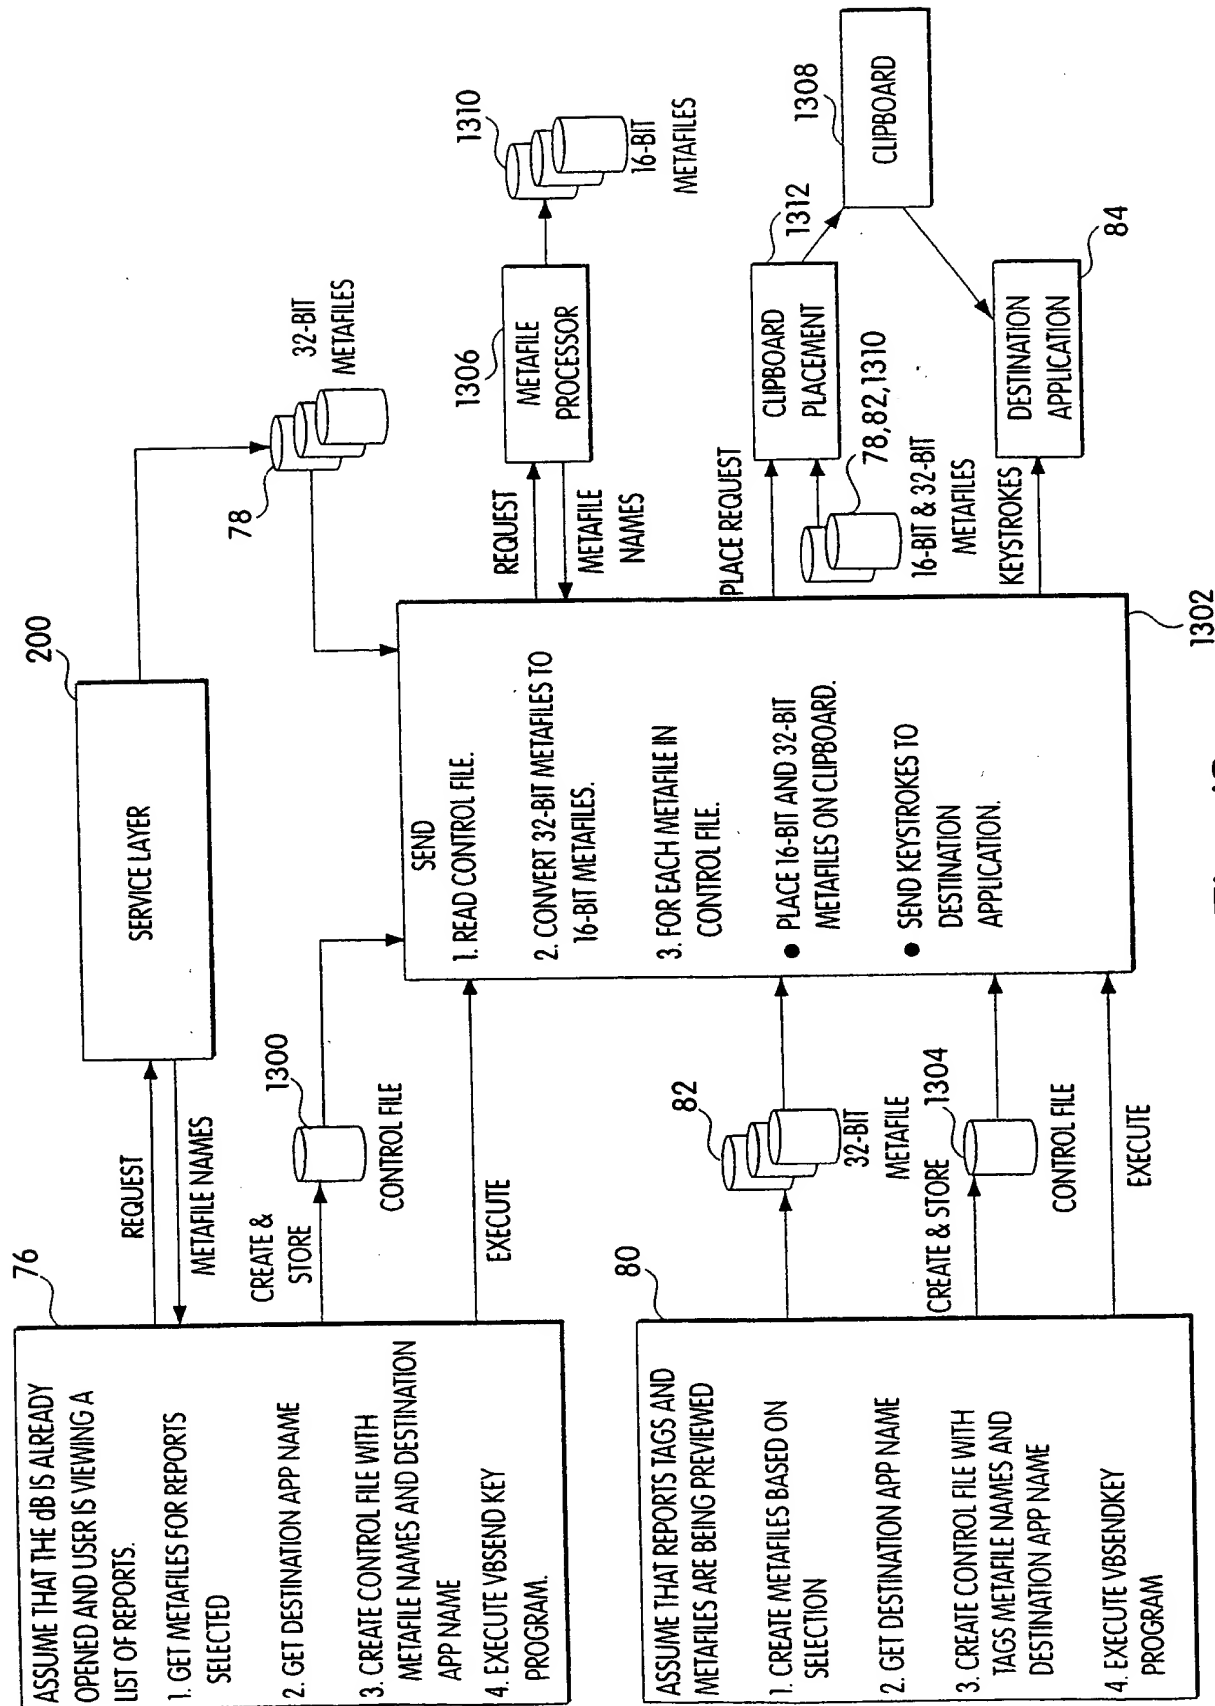 76
ASSUME THAT THE dB IS ALREADY
OPENED AND USER IS VIEWING A
LIST OF REPORTS.
1. GET METAFILES FOR REPORTS
SELECTED
2. GET DESTINATION APP NAME
3. CREATE CONTROL FILE WITH
METAFILE NAMES AND DESTINATION
APP NAME
4. EXECUTE VBSEND KEY
PROGRAM.
REQUEST
METAFILE NAMES
CREATE &
STORE
1300
CONTROL FILE
EXECUTE
200
SERVICE LAYER
78
32-BIT
METAFILES
80
ASSUME THAT REPORTS TAGS AND
METAFILES ARE BEING PREVIEWED
1. CREATE METAFILES BASED ON
SELECTION
2. GET DESTINATION APP NAME
3. CREATE CONTROL FILE WITH
TAGS METAFILE NAMES AND
DESTINATION APP NAME
4. EXECUTE VBSENDKEY
PROGRAM
82
32-BIT
METAFILE
CREATE & STORE
1304
CONTROL FILE
EXECUTE
SEND
1. READ CONTROL FILE.
2. CONVERT 32-BIT METAFILES TO
16-BIT METAFILES.
3. FOR EACH METAFILE IN
CONTROL FILE.
● PLACE 16-BIT AND 32-BIT
METAFILES ON CLIPBOARD.
● SEND KEYSTROKES TO
DESTINATION
APPLICATION.
1302
REQUEST
METAFILE
NAMES
1306
METAFILE
PROCESSOR
1310
16-BIT
METAFILES
PLACE REQUEST
1312
CLIPBOARD
PLACEMENT
78,82,1310
16-BIT & 32-BIT
METAFILES
KEYSTROKES
1308
CLIPBOARD
84
DESTINATION
APPLICATION